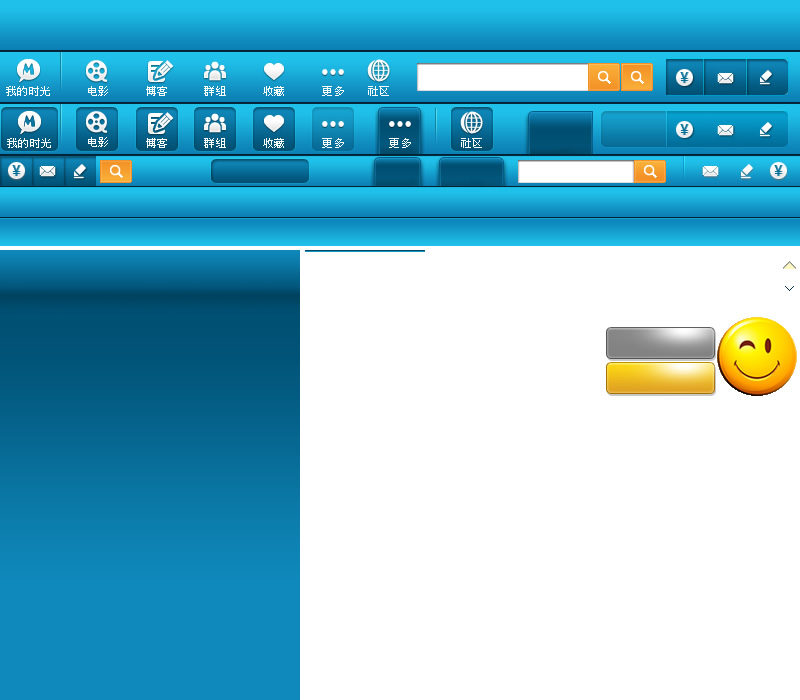 我的时光 电影 博客 群组 收藏 更多 社区
我的时光 电影 博客 群组 收藏 更多 更多 社区